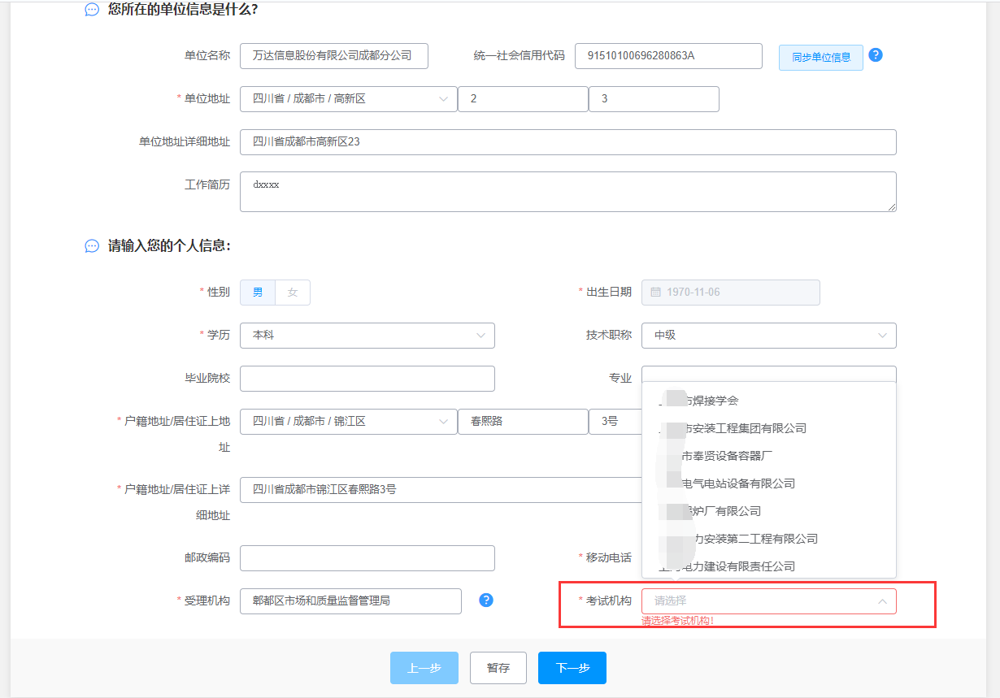 您所在的单位信息是什么?
单位名称 万达信息股份有限公司成都分公司 统一社会信用代码 91510100696280863A 同步单位信息 ?
* 单位地址 四川省 / 成都市 / 高新区 2 3
单位地址详细地址 四川省成都市高新区23
工作简历 dxxxx
请输入您的个人信息:
* 性别 男 女 * 出生日期 1970-11-06
* 学历 本科 技术职称 中级
毕业院校 专业
市焊接学会
* 户籍地址/居住证上地址 四川省 / 成都市 / 锦江区 春熙路 3号
市安装工程集团有限公司
市奉贤设备容器厂
电气电站设备有限公司
* 户籍地址/居住证上详细地址 四川省成都市锦江区春熙路3号
炉厂有限公司
力安装第二工程有限公司
邮政编码 * 移动电话
电力建设有限责任公司
* 受理机构 郫都区市场和质量监督管理局 ? * 考试机构 请选择
请选择考试机构!
上一步 暂存 下一步